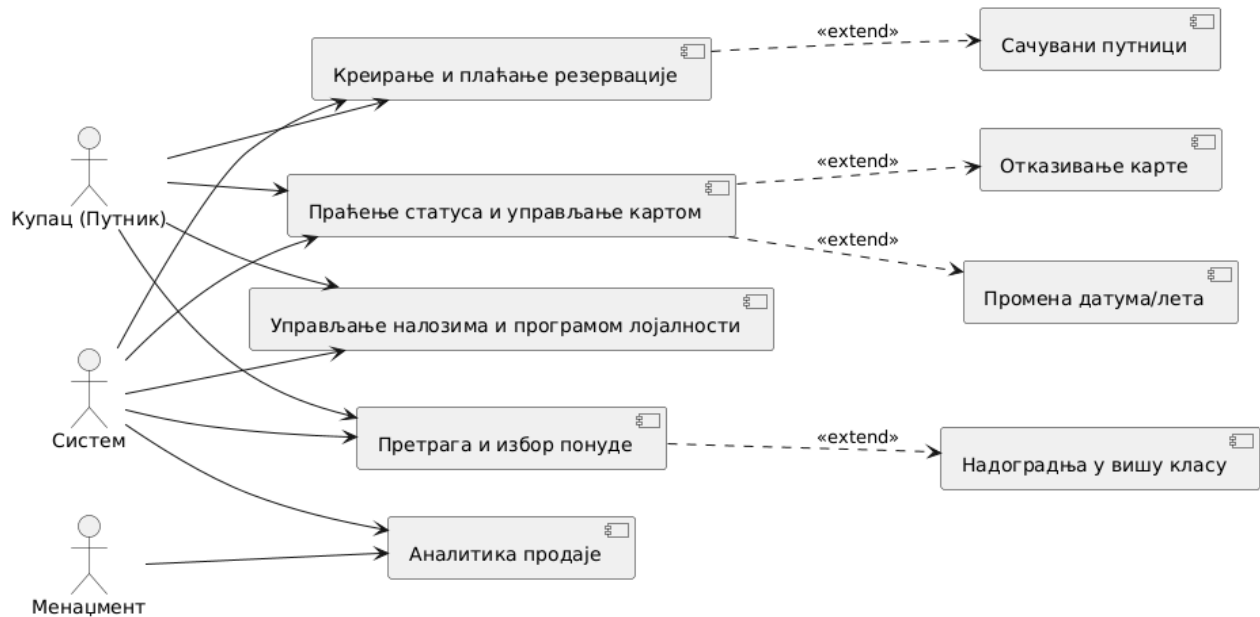 «extend»
Сачувани путници
Креирање и плаћање резервације
«extend»
Отказивање карте
Купац (Путник)
Праћење статуса и управљање картом
«extend»
Промена датума/лета
Управљање налозима и програмом лојалности
Систем
Претрага и избор понуде
«extend»
Надоградња у вишу класу
Аналитика продаје
Менаџмент